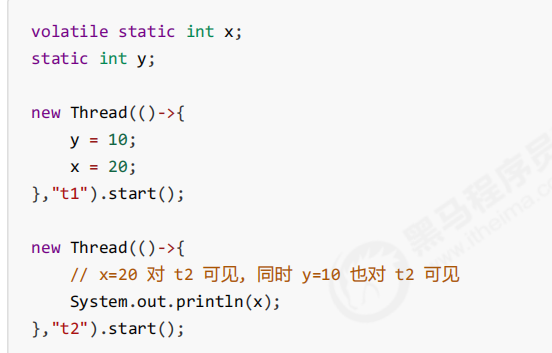 volatile static int x;
static int y;
new Thread(()->{
    y = 10;
    x = 20;
},"t1").start();
new Thread(()->{
    // x=20 对 t2 可见, 同时 y=10 也对 t2 可见
    System.out.println(x);
},"t2").start();
黑马程序员
www.itheima.co